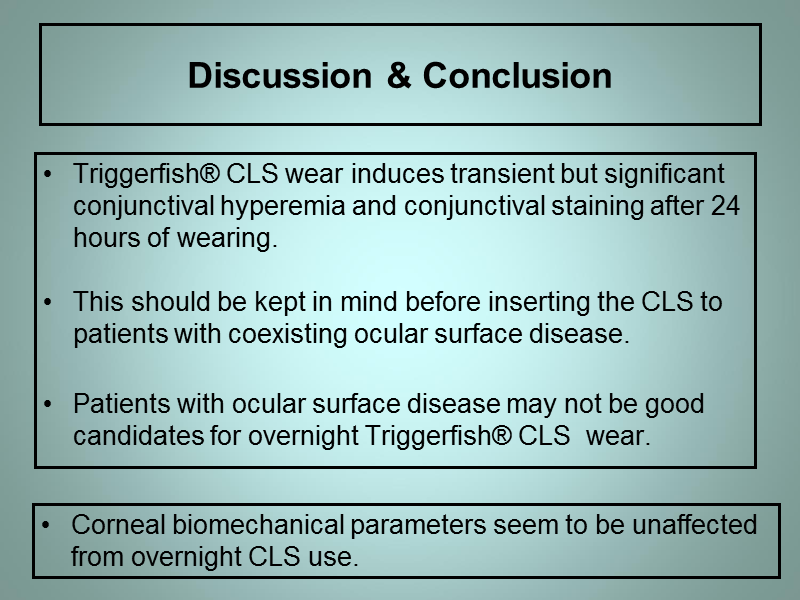 Discussion & Conclusion
• Triggerfish® CLS wear induces transient but significant
conjunctival hyperemia and conjunctival staining after 24
hours of wearing.
• This should be kept in mind before inserting the CLS to
patients with coexisting ocular surface disease.
• Patients with ocular surface disease may not be good
candidates for overnight Triggerfish® CLS  wear.
• Corneal biomechanical parameters seem to be unaffected
from overnight CLS use.